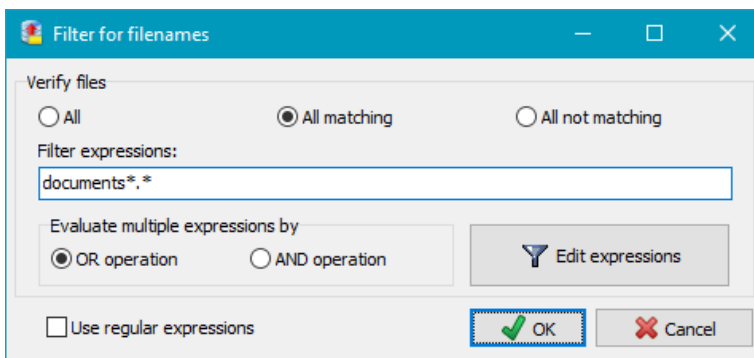 Filter for filenames
Verify files
All
All matching
All not matching
Filter expressions:
documents*.*
Evaluate multiple expressions by
OR operation
AND operation
Edit expressions
Use regular expressions
OK
Cancel